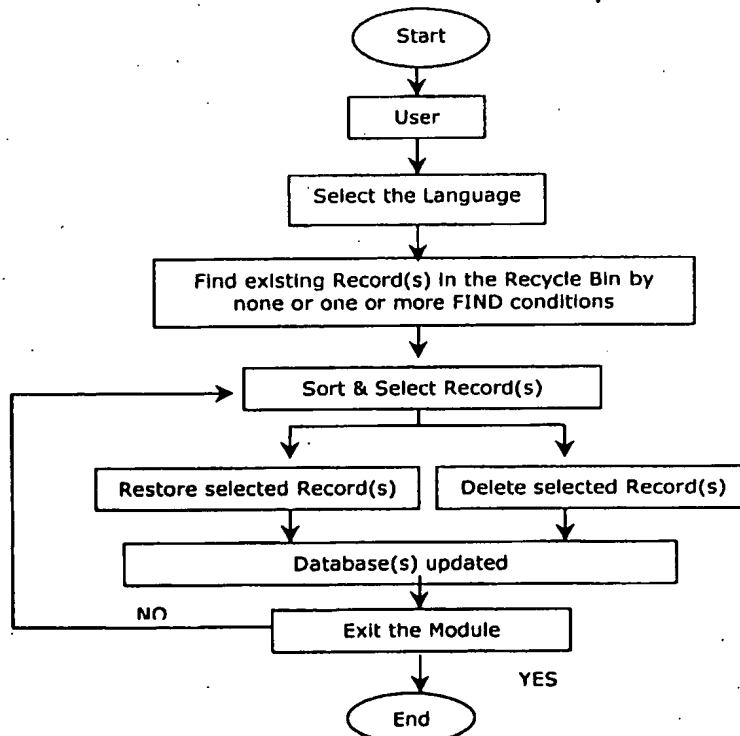 Start
User
Select the Language
Find existing Record(s) in the Recycle Bin by
none or one or more FIND conditions
Sort & Select Record(s)
Restore selected Record(s)
Delete selected Record(s)
Database(s) updated
NO
Exit the Module
YES
End